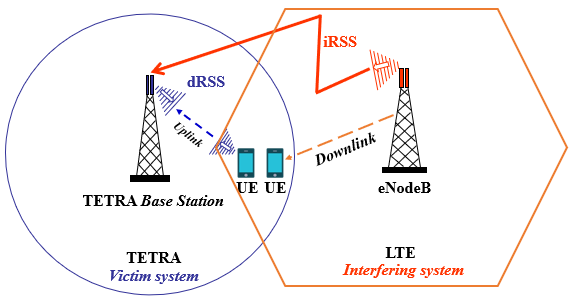 iRSS
dRSS
Uplink
Downlink
UE UE
TETRA Base Station
eNodeB
TETRA
Victim system
LTE
Interfering system